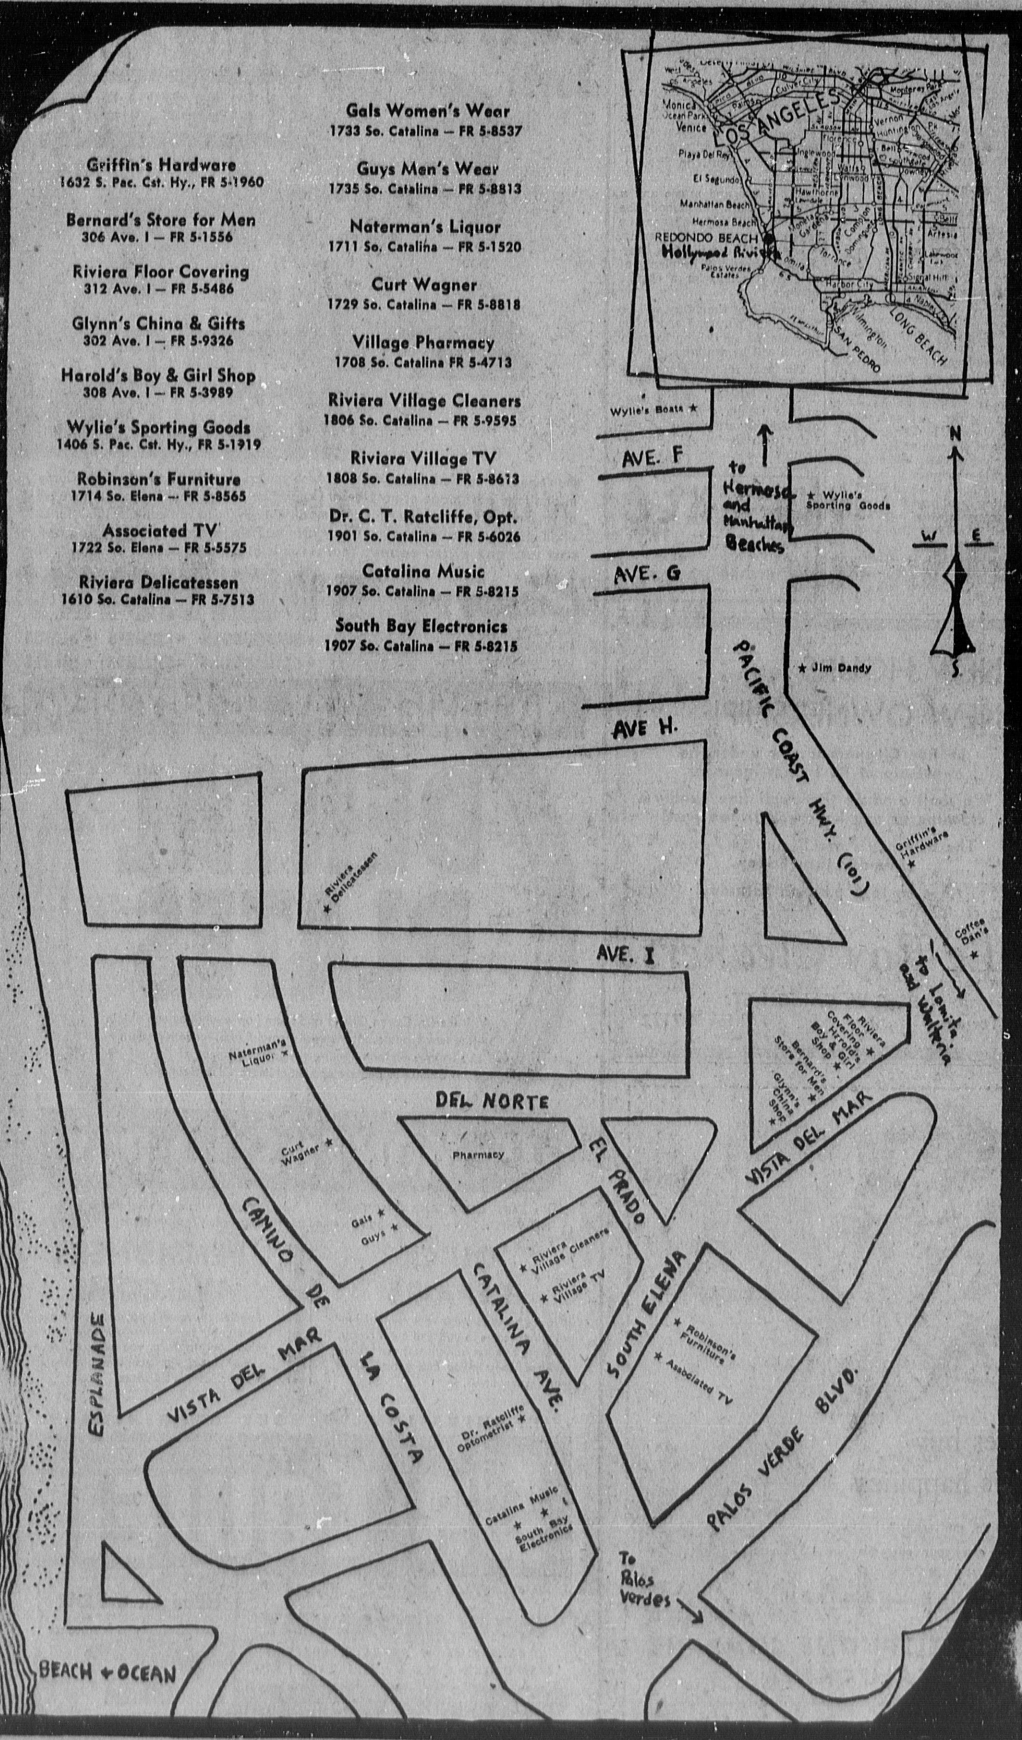 Griffin's Hardware
1632 S. Pac. Cst. Hy., FR 5-1960
Bernard's Store for Men
306 Ave. I — FR 5-1556
Riviera Floor Covering
312 Ave. I — FR 5-5486
Glynn's China & Gifts
302 Ave. I — FR 5-9326
Harold's Boy & Girl Shop
308 Ave. I — FR 5-3989
Wylie's Sporting Goods
1406 S. Pac. Cst. Hy., FR 5-1919
Robinson's Furniture
1714 So. Elena — FR 5-8565
Associated TV
1722 So. Elena — FR 5-5575
Riviera Delicatessen
1610 So. Catalina — FR 5-7513
Gals Women's Wear
1733 So. Catalina — FR 5-8537
Guys Men's Wear
1735 So. Catalina — FR 5-8813
Naterman's Liquor
1711 So. Catalina — FR 5-1520
Curt Wagner
1729 So. Catalina — FR 5-8818
Village Pharmacy
1708 So. Catalina FR 5-4713
Riviera Village Cleaners
1806 So. Catalina — FR 5-9595
Riviera Village TV
1808 So. Catalina — FR 5-8613
Dr. C. T. Ratcliffe, Opt.
1901 So. Catalina — FR 5-6026
Catalina Music
1907 So. Catalina — FR 5-8215
South Bay Electronics
1907 So. Catalina — FR 5-8215
Culver City
Monterey Park
Monica
Ocean Park
Venice
LOS ANGELES
Vernon
Playa Del Rey
Inglewood
El Segundo
Hawthorne
Manhattan Beach
Hermosa Beach
Artesia
REDONDO BEACH
Hollywood Riviera
Torrance
Palos Verdes
Estates
Signal Hill
Harbor City
LONG BEACH
Wilmington
SAN PEDRO
Wylie's Boats
AVE. F
to
Hermosa
and
Manhattan
Beaches
Wylie's
Sporting Goods
N
W E
S
AVE. G
Jim Dandy
PACIFIC COAST HWY. (101)
AVE H.
Griffin's
Hardware
Riviera
Delicatessen
Coffee
Dan's
to Lomita
and Walteria
AVE. I
Naterman's
Liquor
Riviera
Floor
Covering
Harold's
Boy & Girl
Shop
Bernard's
Store for Men
Glynn's
China
Shop
DEL NORTE
VISTA DEL MAR
Curt
Wagner
Pharmacy
EL PRADO
Gals
Guys
CAMINO DE LA COSTA
Riviera
Village Cleaners
Riviera
Village TV
CATALINA AVE.
SOUTH ELENA
Robinson's
Furniture
Associated TV
ESPLANADE
VISTA DEL MAR
Dr. Ratcliffe
Optometrist
PALOS VERDE BLVD.
Catalina Music
South Bay
Electronics
To
Palos
Verdes
BEACH + OCEAN